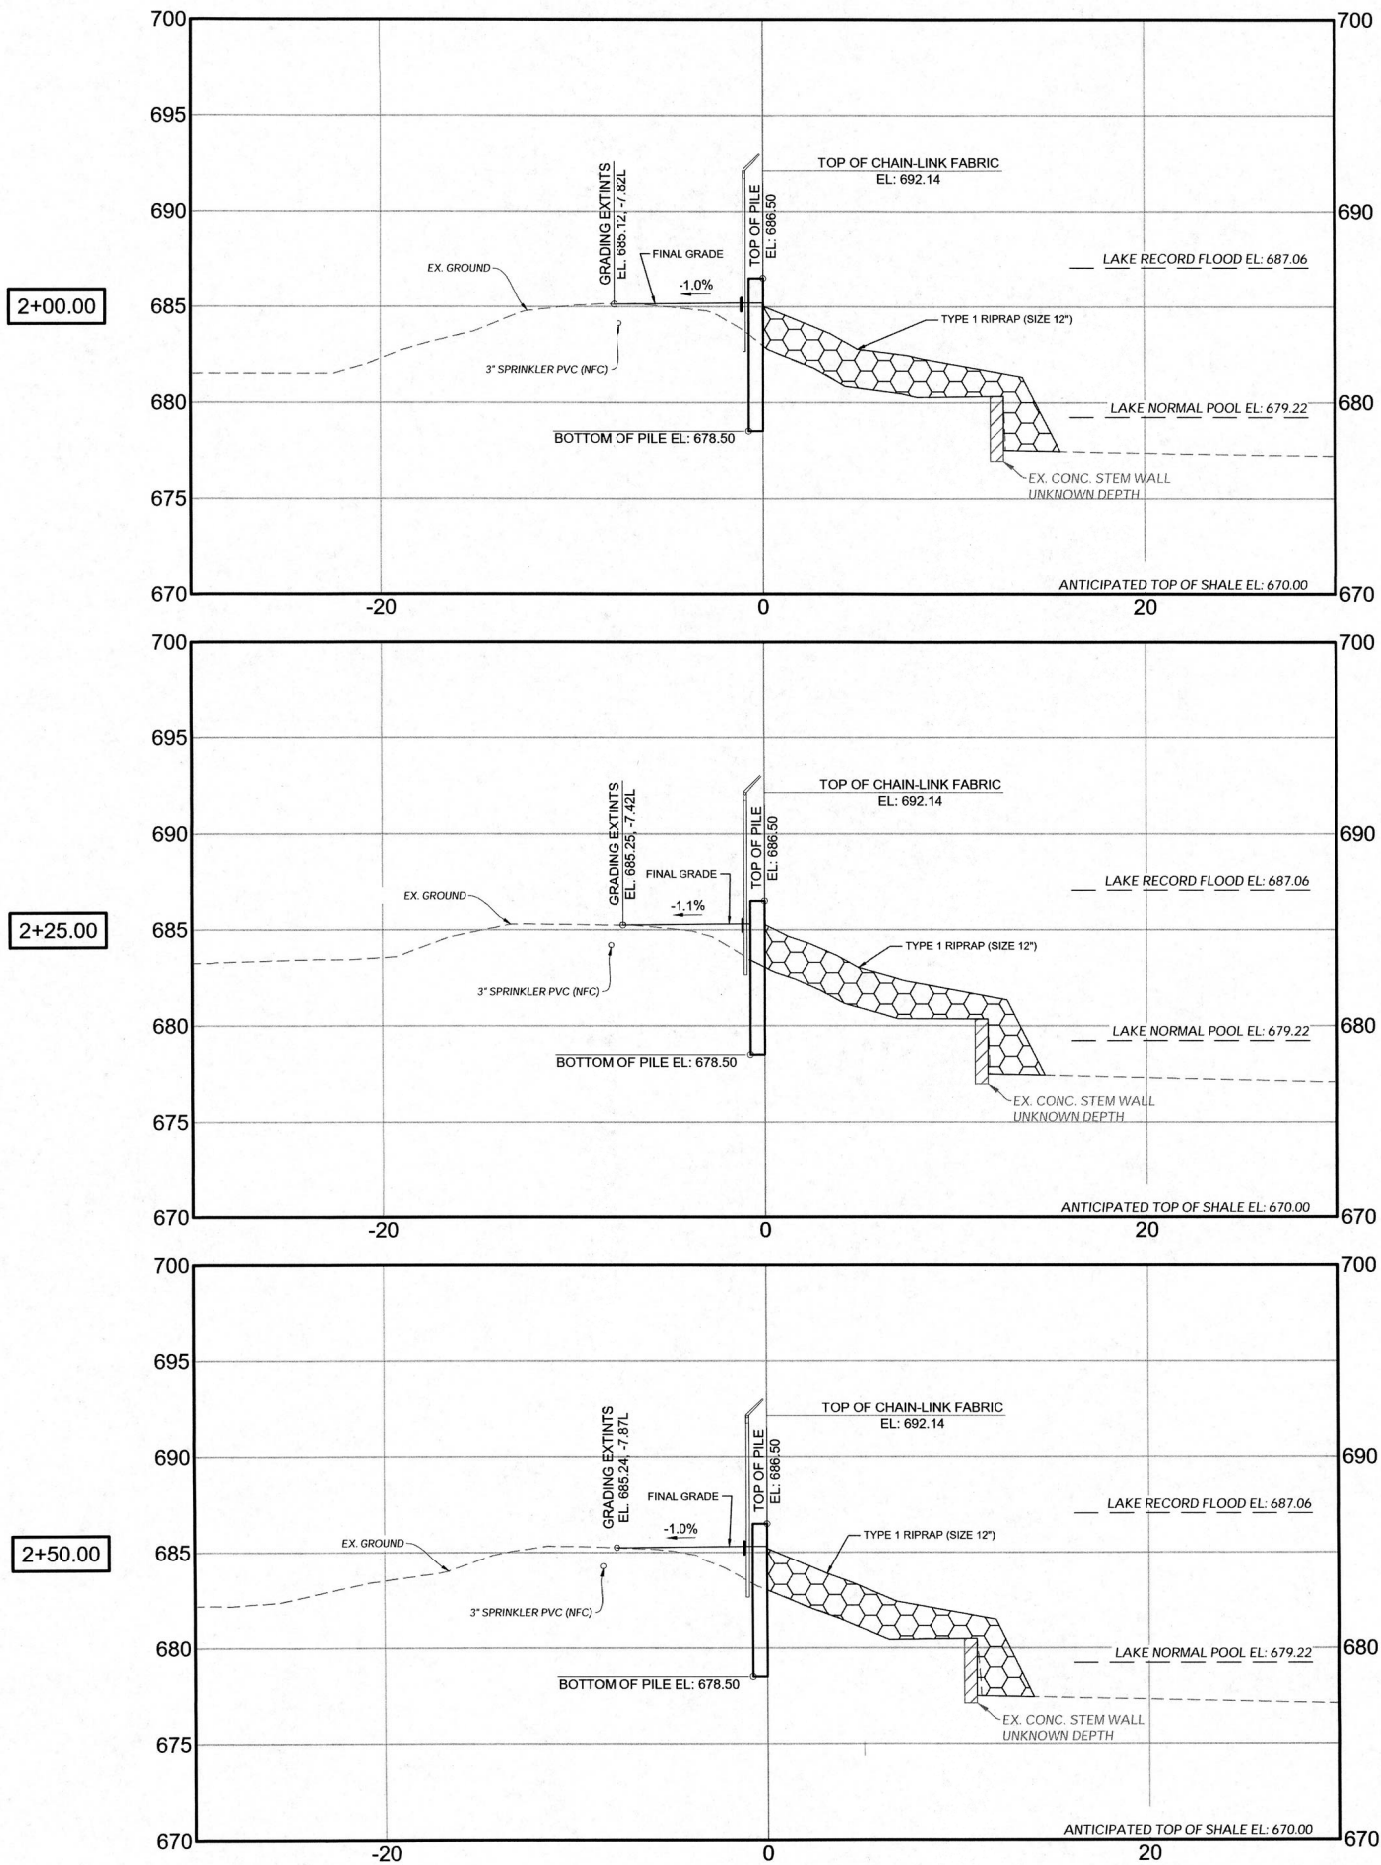 700
700
695
690
690
685
680
680
675
670
670
-20
0
20
2+00.00
GRADING EXTINTS
EL. 685.12, -7.82L
TOP OF PILE
EL: 686.50
TOP OF CHAIN-LINK FABRIC
EL: 692.14
FINAL GRADE
-1.0%
EX. GROUND
LAKE RECORD FLOOD EL: 687.06
TYPE 1 RIPRAP (SIZE 12")
3" SPRINKLER PVC (NFC)
LAKE NORMAL POOL EL: 679.22
BOTTOM OF PILE EL: 678.50
EX. CONC. STEM WALL
UNKNOWN DEPTH
ANTICIPATED TOP OF SHALE EL: 670.00
700
700
695
690
690
685
680
680
675
670
670
-20
0
20
2+25.00
GRADING EXTINTS
EL. 685.25, -7.42L
TOP OF PILE
EL: 686.50
TOP OF CHAIN-LINK FABRIC
EL: 692.14
FINAL GRADE
-1.1%
EX. GROUND
LAKE RECORD FLOOD EL: 687.06
TYPE 1 RIPRAP (SIZE 12")
3" SPRINKLER PVC (NFC)
LAKE NORMAL POOL EL: 679.22
BOTTOM OF PILE EL: 678.50
EX. CONC. STEM WALL
UNKNOWN DEPTH
ANTICIPATED TOP OF SHALE EL: 670.00
700
700
695
690
690
685
680
680
675
670
670
-20
0
20
2+50.00
GRADING EXTINTS
EL. 685.24, -7.87L
TOP OF PILE
EL: 686.50
TOP OF CHAIN-LINK FABRIC
EL: 692.14
FINAL GRADE
-1.0%
EX. GROUND
LAKE RECORD FLOOD EL: 687.06
TYPE 1 RIPRAP (SIZE 12")
3" SPRINKLER PVC (NFC)
LAKE NORMAL POOL EL: 679.22
BOTTOM OF PILE EL: 678.50
EX. CONC. STEM WALL
UNKNOWN DEPTH
ANTICIPATED TOP OF SHALE EL: 670.00